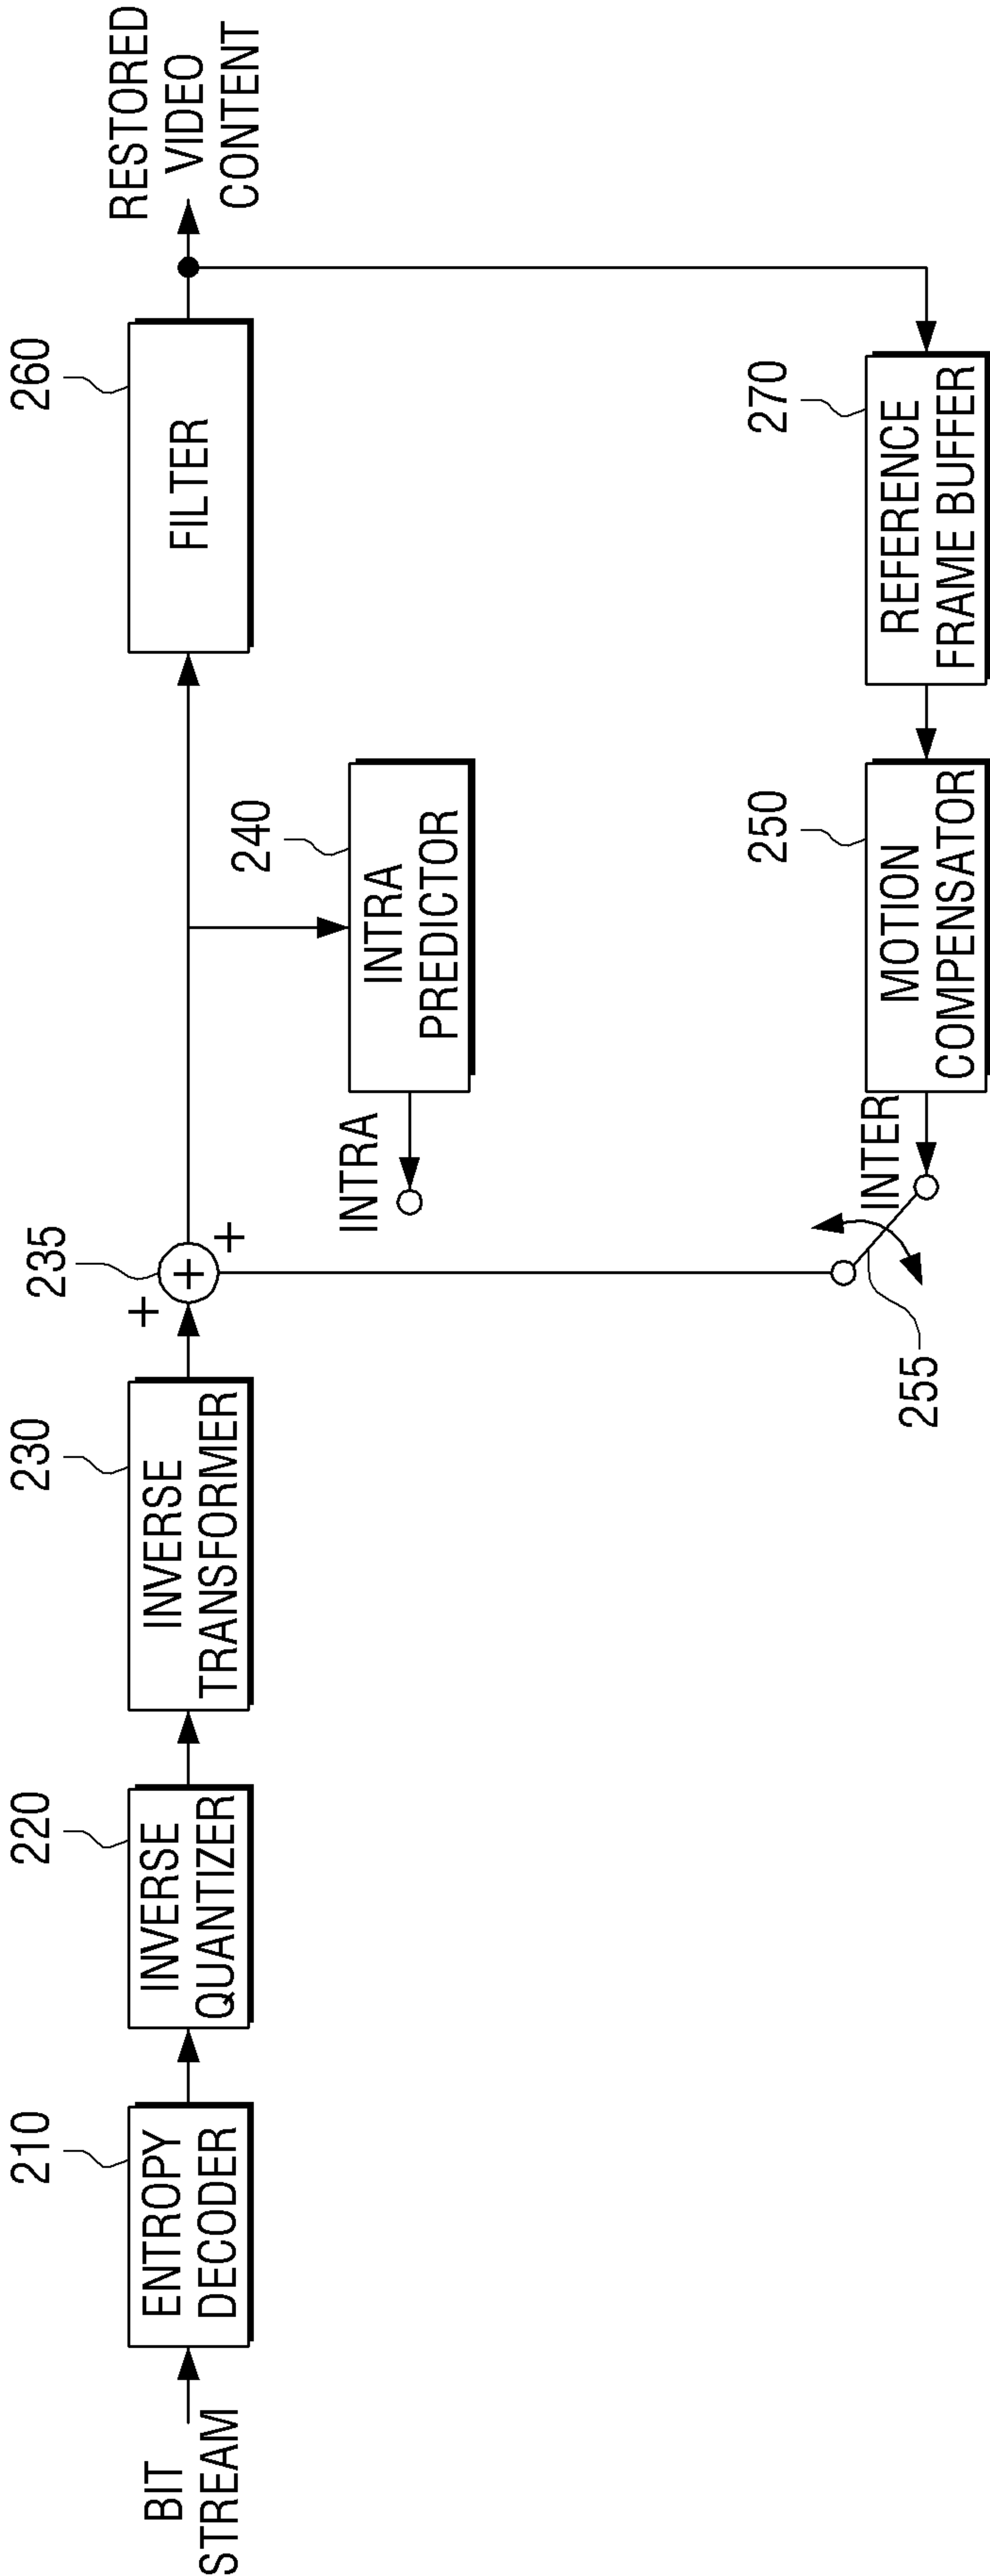 BIT
STREAM
210
ENTROPY
DECODER
220
INVERSE
QUANTIZER
230
INVERSE
TRANSFORMER
235
+
+
+
260
FILTER
RESTORED
VIDEO
CONTENT
240
INTRA
PREDICTOR
INTRA
255
INTER
250
MOTION
COMPENSATOR
270
REFERENCE
FRAME BUFFER